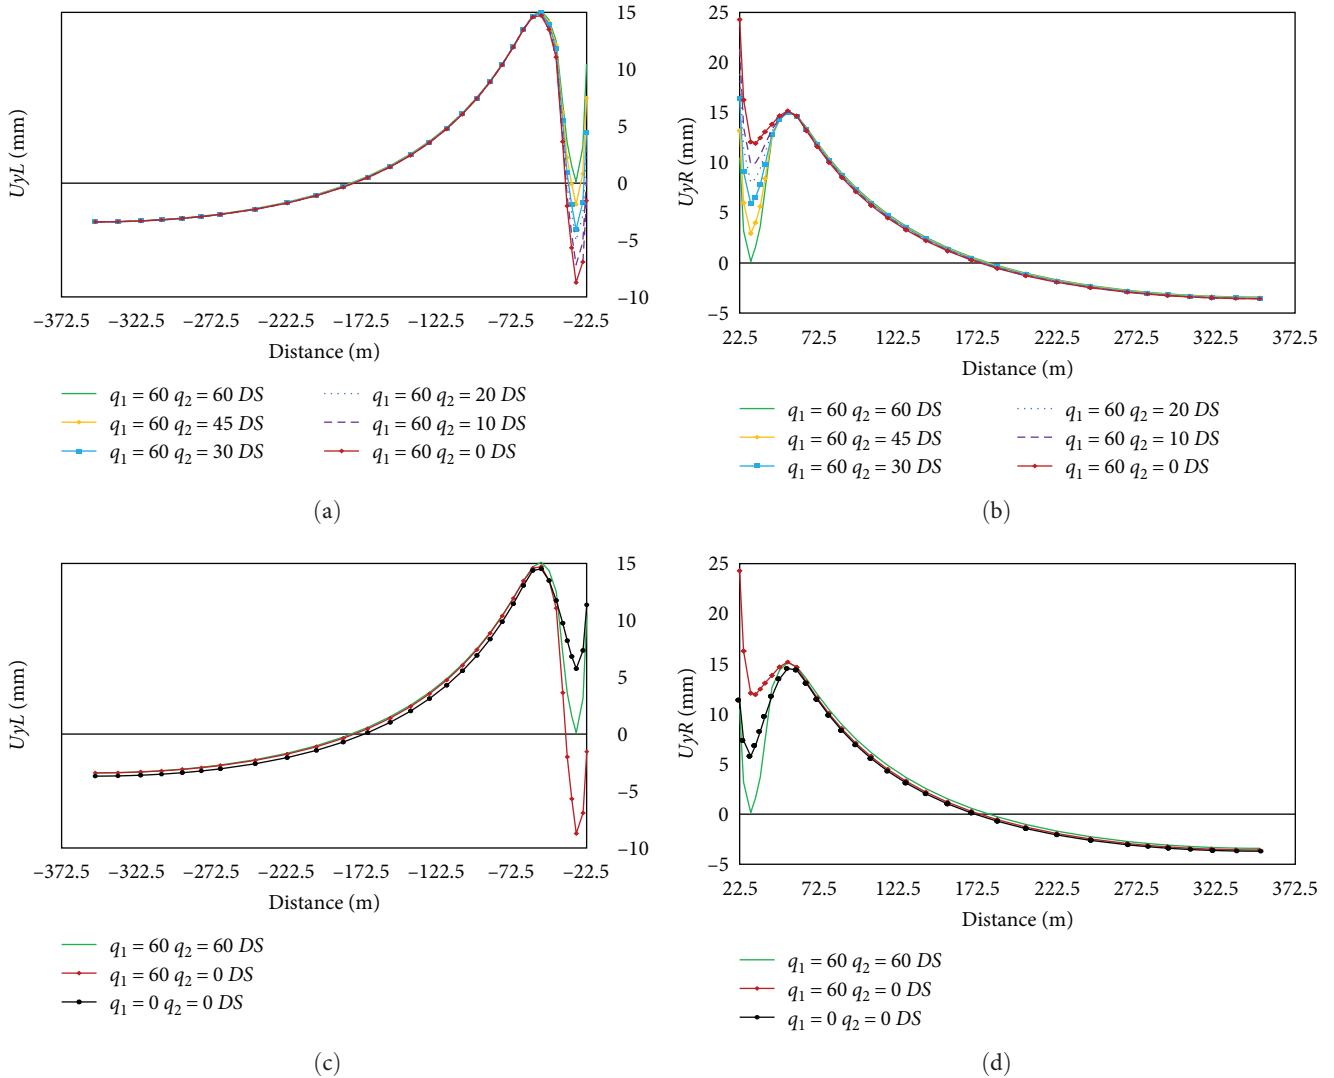 15
10
5
0
−5
−10
UyL (mm)
−372.5 −322.5 −272.5 −222.5 −172.5 −122.5 −72.5 −22.5
Distance (m)
q1 = 60 q2 = 60 DS
q1 = 60 q2 = 45 DS
q1 = 60 q2 = 30 DS
q1 = 60 q2 = 20 DS
q1 = 60 q2 = 10 DS
q1 = 60 q2 = 0 DS
(a)
25
20
15
10
5
0
−5
UyR (mm)
22.5 72.5 122.5 172.5 222.5 272.5 322.5 372.5
Distance (m)
q1 = 60 q2 = 60 DS
q1 = 60 q2 = 45 DS
q1 = 60 q2 = 30 DS
q1 = 60 q2 = 20 DS
q1 = 60 q2 = 10 DS
q1 = 60 q2 = 0 DS
(b)
15
10
5
0
−5
−10
UyL (mm)
−372.5 −322.5 −272.5 −222.5 −172.5 −122.5 −72.5 −22.5
Distance (m)
q1 = 60 q2 = 60 DS
q1 = 60 q2 = 0 DS
q1 = 0 q2 = 0 DS
(c)
25
20
15
10
5
0
−5
UyR (mm)
22.5 72.5 122.5 172.5 222.5 272.5 322.5 372.5
Distance (m)
q1 = 60 q2 = 60 DS
q1 = 60 q2 = 0 DS
q1 = 0 q2 = 0 DS
(d)